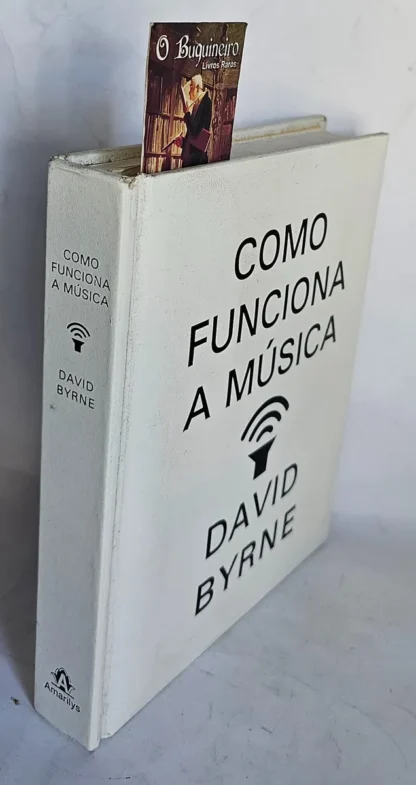 O Buquineiro
Livros Raros
COMO
FUNCIONA
A MÚSICA
DAVID
BYRNE
Amarilys
COMO
FUNCIONA
A MÚSICA
DAVID
BYRNE